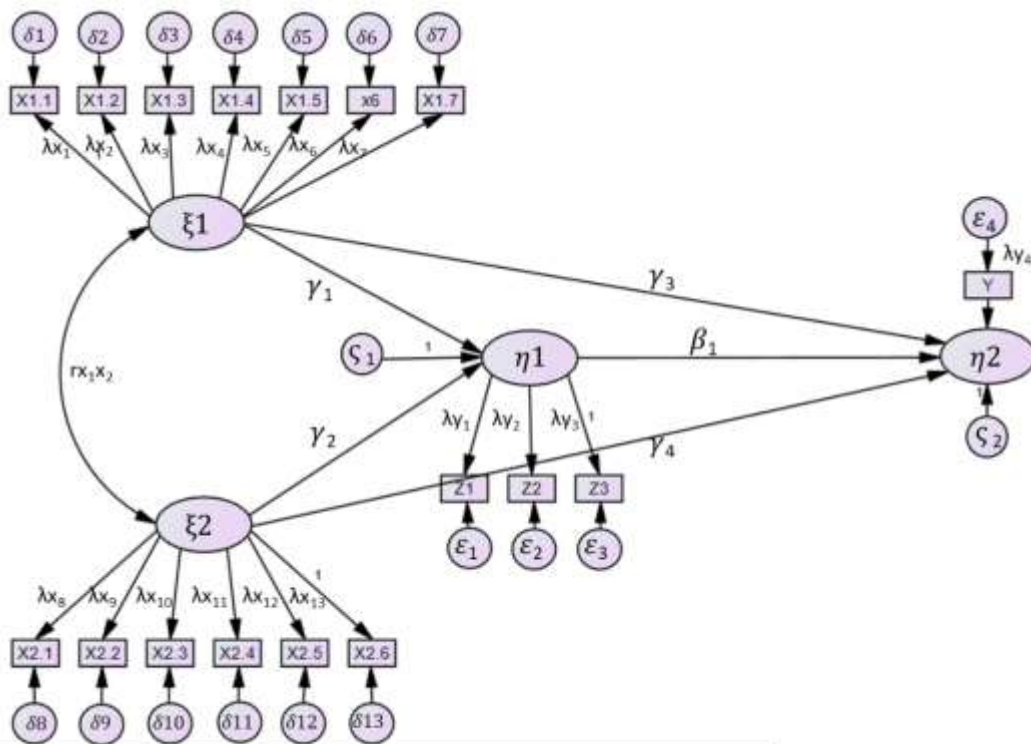 δ1 δ2 δ3 δ4 δ5 δ6 δ7
X1.1 X1.2 X1.3 X1.4 X1.5 x6 X1.7
λx₁ λx₂ λx₃ λx₄ λx₅ λx₆ λx₇
ξ1
ε₄
λy₄
Y
γ₁
γ₃
ς₁
1
η1
β₁
η2
rx₁x₂
1
ς₂
λy₁ λy₂ λy₃ 1
γ₂
γ₄
Z1 Z2 Z3
ξ2
ε₁ ε₂ ε₃
1
λx₈ λx₉ λx₁₀ λx₁₁ λx₁₂ λx₁₃
X2.1 X2.2 X2.3 X2.4 X2.5 X2.6
δ8 δ9 δ10 δ11 δ12 δ13